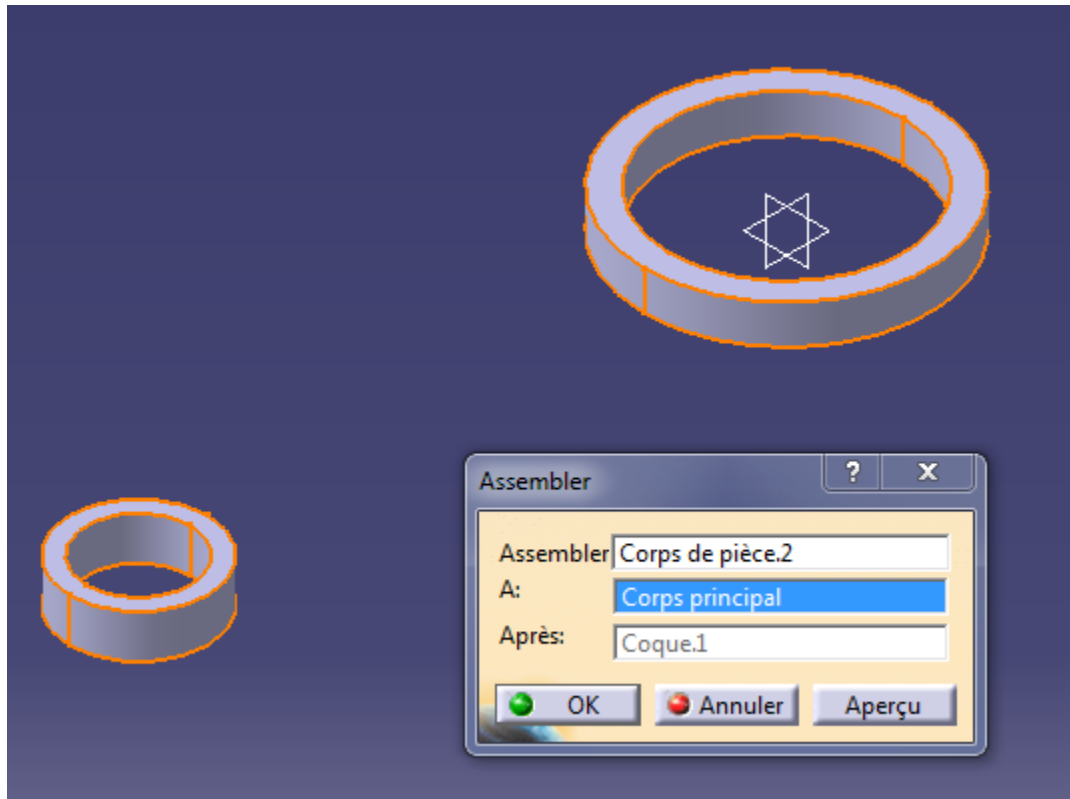 Assembler
? X
Assembler Corps de pièce.2
A: Corps principal
Après: Coque.1
OK Annuler Aperçu